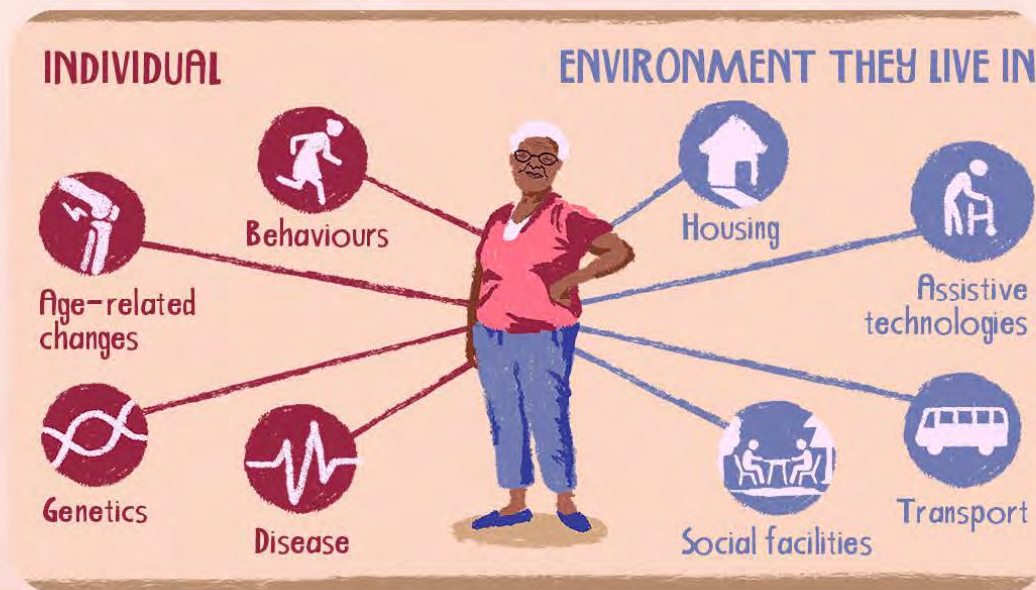 INDIVIDUAL
Behaviours
Age-related
changes
Genetics
Disease
ENVIRONMENT THEY LIVE IN
Housing
Assistive
technologies
Social facilities
Transport